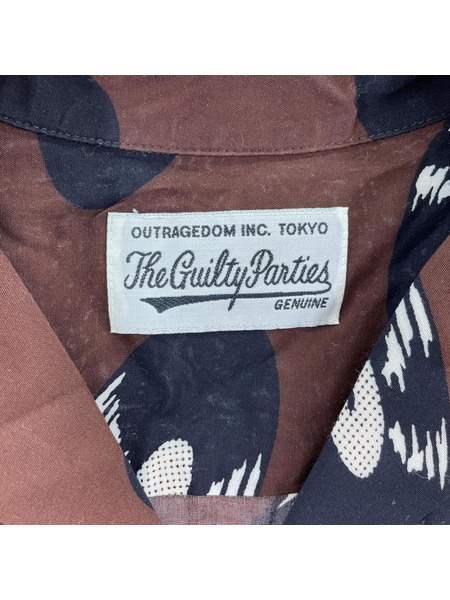 OUTRAGEDOM INC. TOKYO
The Guilty Parties
GENUINE